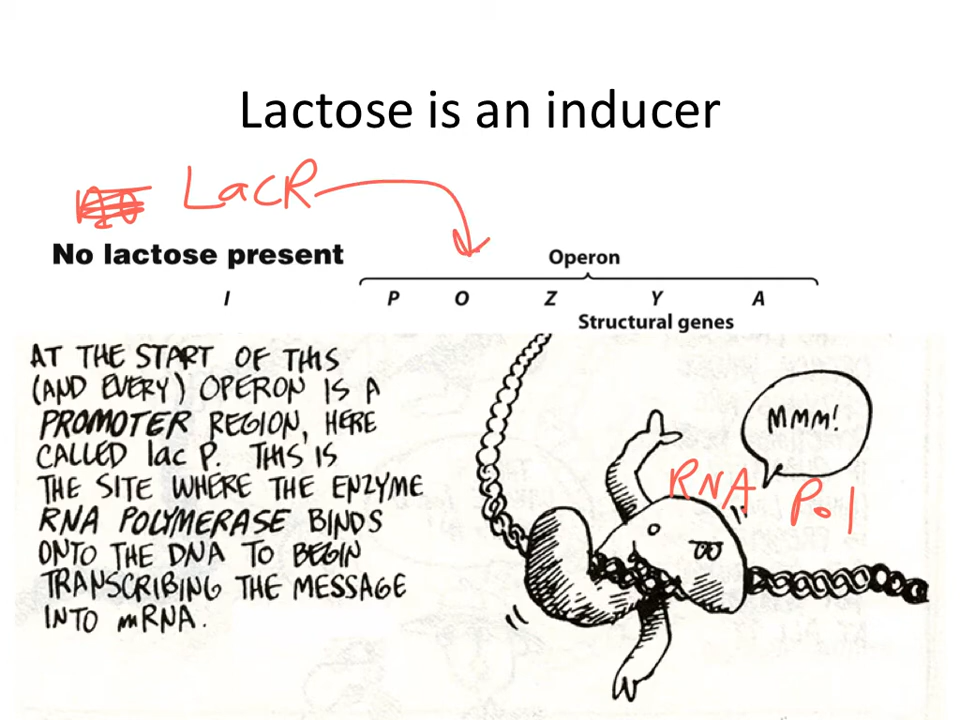 Lactose is an inducer
LacR
No lactose present
Operon
I P O Z Y A
Structural genes
AT THE START OF THIS
(AND EVERY) OPERON IS A
PROMOTER REGION, HERE
CALLED lac P. THIS IS
THE SITE WHERE THE ENZYME
RNA POLYMERASE BINDS
ONTO THE DNA TO BEGIN
TRANSCRIBING THE MESSAGE
INTO mRNA.
MMM!
RNA Pol